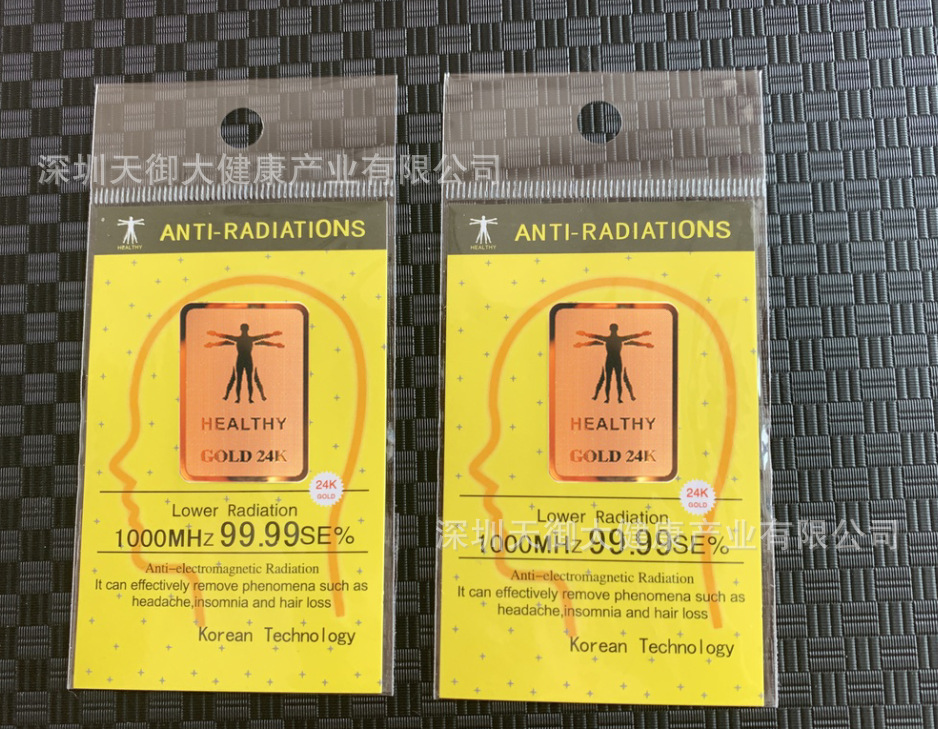 深圳天御大健康产业有限公司
HEALTHY
ANTI-RADIATIONS
HEALTHY
GOLD 24K
24K
GOLD
Lower Radiation
1000MHz 99.99SE%
Anti-electromagnetic Radiation
It can effectively remove phenomena such as
headache,insomnia and hair loss
Korean Technology
HEALTHY
ANTI-RADIATIONS
HEALTHY
GOLD 24K
24K
GOLD
Lower Radiation
深圳天御大健康产业有限公司
1000MHz 99.99SE%
Anti-electromagnetic Radiation
It can effectively remove phenomena such as
headache,insomnia and hair loss
Korean Technology